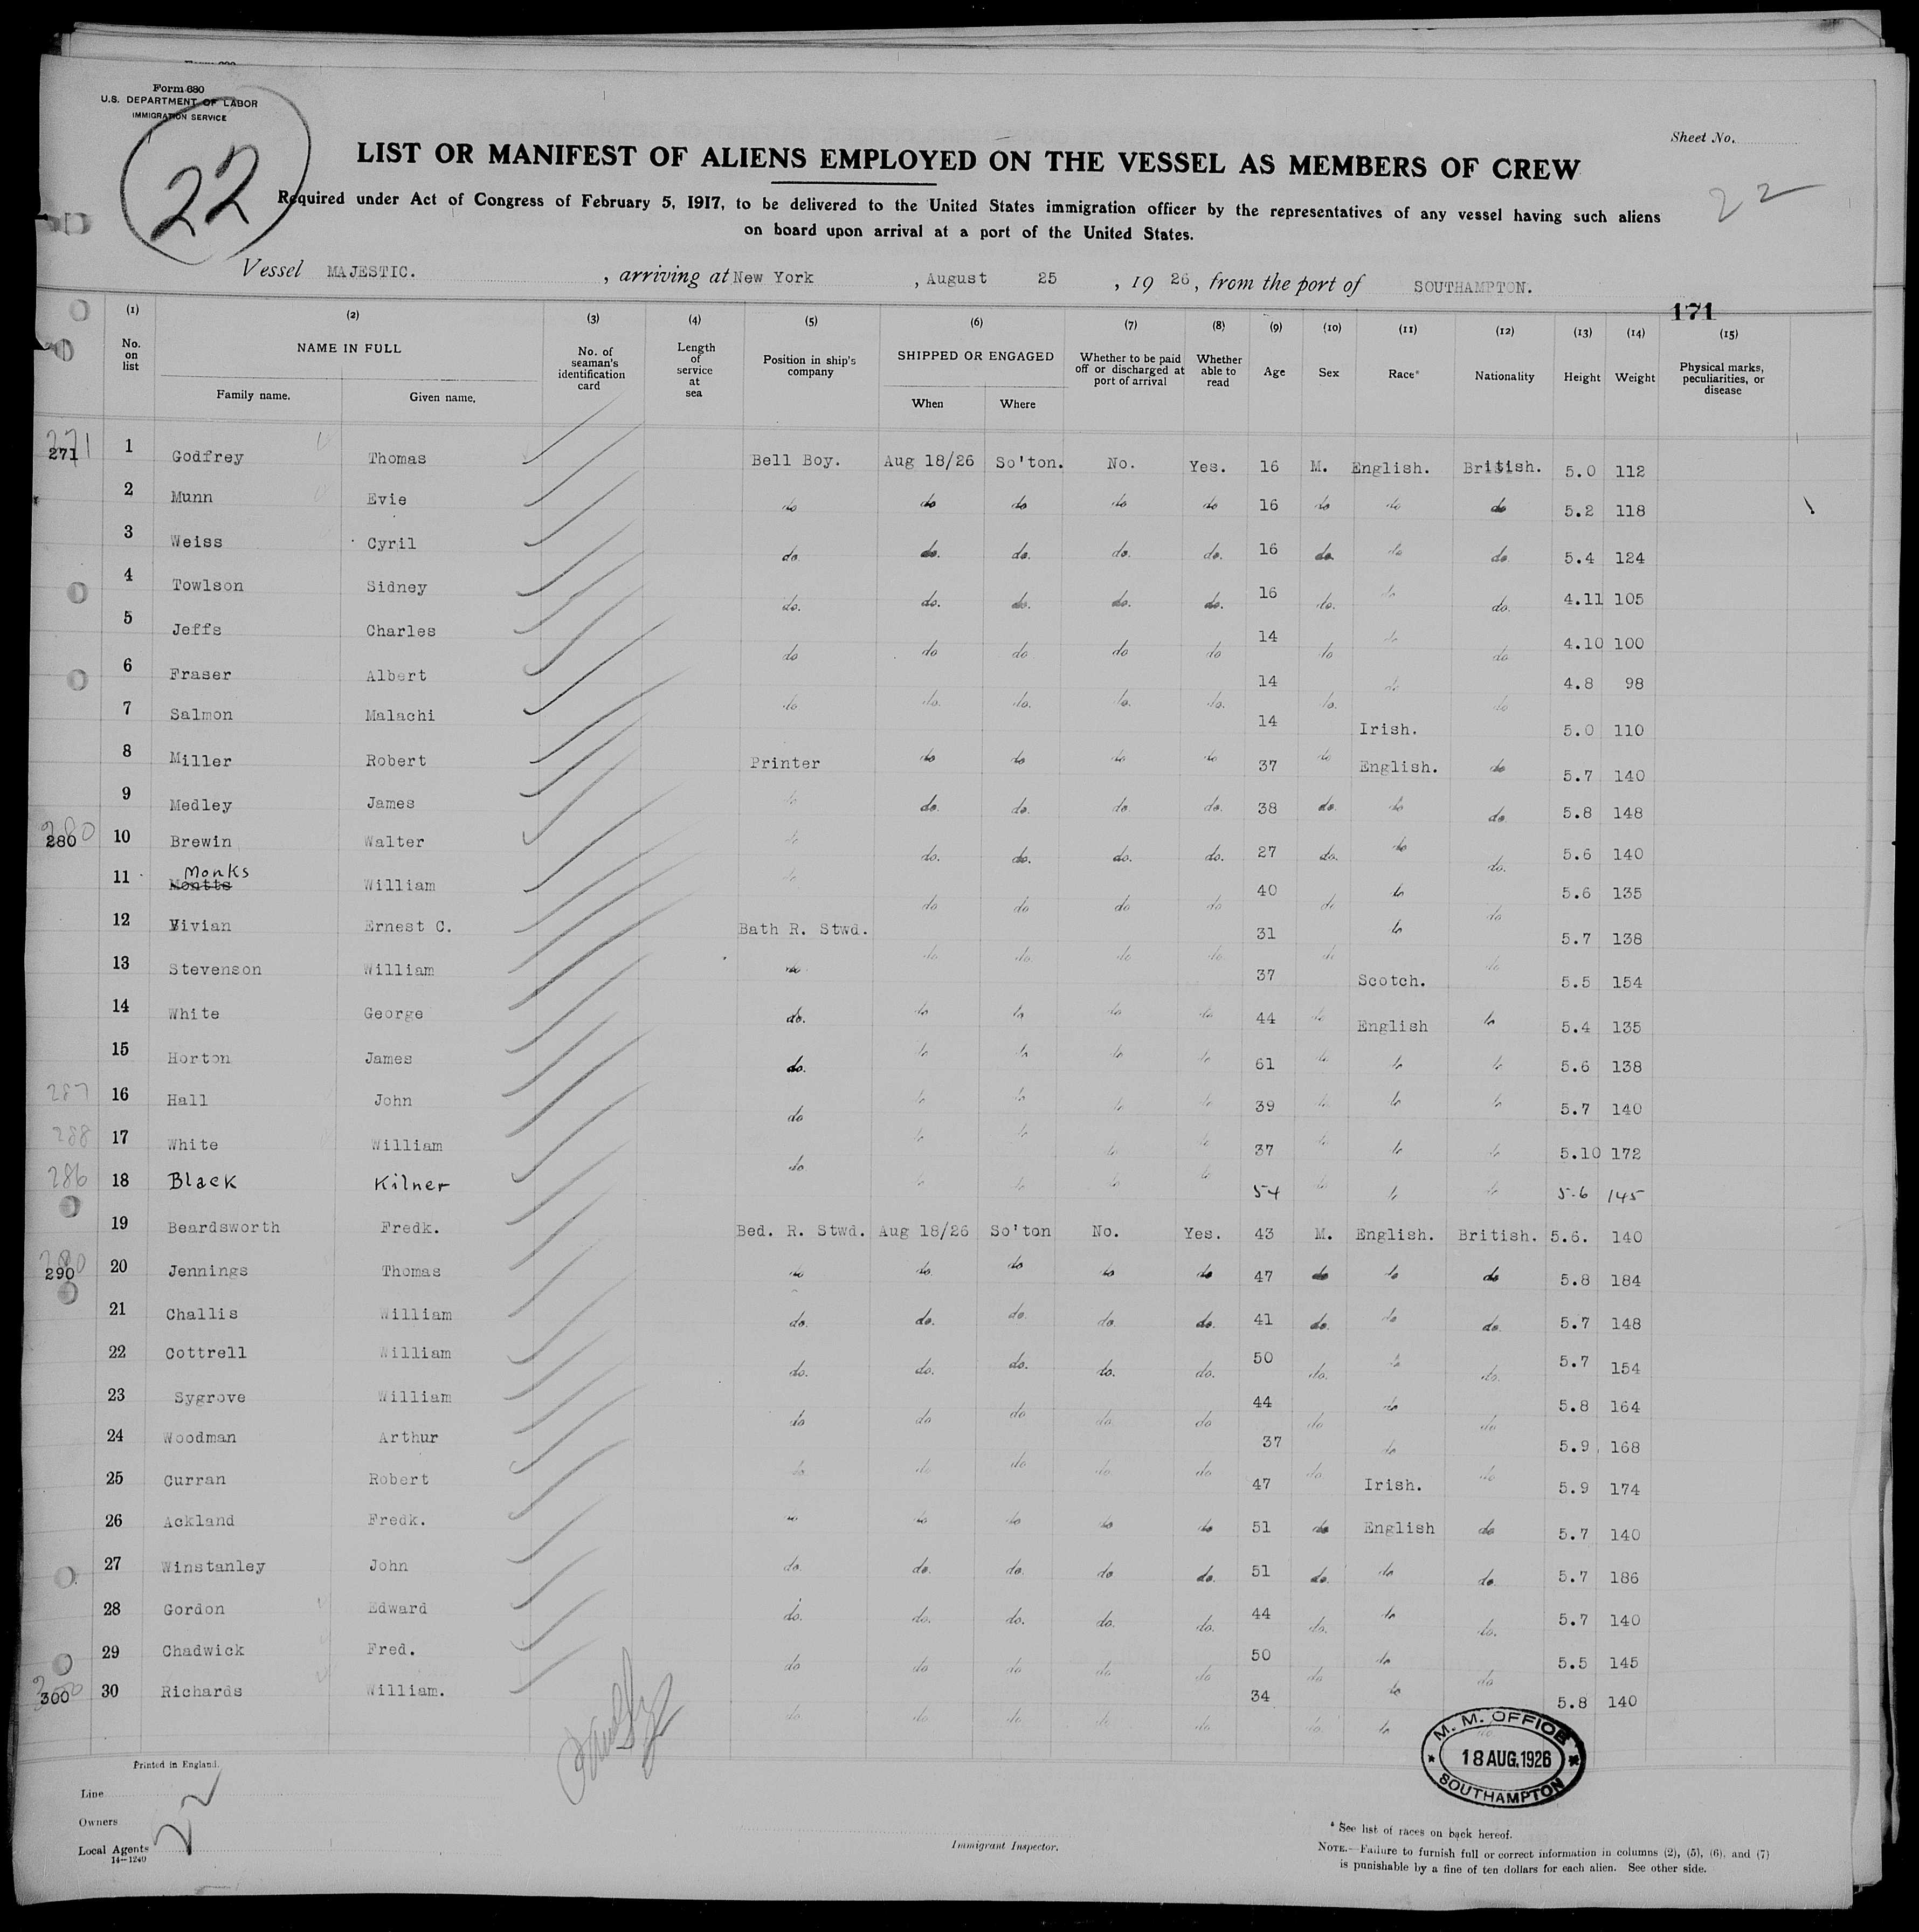 Form 680
U.S. DEPARTMENT OF LABOR
IMMIGRATION SERVICE
22
Sheet No.
22
LIST OR MANIFEST OF ALIENS EMPLOYED ON THE VESSEL AS MEMBERS OF CREW
Required under Act of Congress of February 5, 1917, to be delivered to the United States immigration officer by the representatives of any vessel having such aliens
on board upon arrival at a port of the United States.
Vessel MAJESTIC. , arriving at New York , August 25 , 19 26 , from the port of SOUTHAMPTON.
171
(1) (2) (3) (4) (5) (6) (7) (8) (9) (10) (11) (12) (13) (14) (15)
No. on list NAME IN FULL Family name. Given name. No. of seaman's identification card Length of service at sea Position in ship's company SHIPPED OR ENGAGED When Where Whether to be paid off or discharged at port of arrival Whether able to read Age Sex Race* Nationality Height Weight Physical marks, peculiarities, or disease
271 271 1 Godfrey Thomas Bell Boy. Aug 18/26 So'ton. No. Yes. 16 M. English. British. 5.0 112
2 Munn Evie do do do do do 16 do do do 5.2 118
3 Weiss Cyril do. do. do. do. do. 16 do. do do. 5.4 124
4 Towlson Sidney do. do. do. do. do. 16 do. do do. 4.11 105
5 Jeffs Charles do do do do do 14 do do do 4.10 100
6 Fraser Albert do do. do. do. do. 14 do. do do 4.8 98
7 Salmon Malachi 14 Irish. 5.0 110
8 Miller Robert Printer do do do do 37 do English. do 5.7 140
9 Medley James do do. do. do. do. 38 do. do do. 5.8 148
280 280 10 Brewin Walter do do. do. do. do. 27 do. do do. 5.6 140
11 Monks Montts William do do do do do 40 do do do 5.6 135
12 Vivian Ernest C. Bath R. Stwd. do do. do do. 31 do do do 5.7 138
13 Stevenson William do 37 Scotch. 5.5 154
14 White George do. do do do do 44 do English do 5.4 135
15 Horton James do. do do do do 61 do do do 5.6 138
287 16 Hall John do do do do do 39 do do do 5.7 140
288 17 White William do do do do do 37 do do do 5.10 172
286 18 Black Kilner do do do do 54 do do do 5.6 145
19 Beardsworth Fredk. Bed. R. Stwd. Aug 18/26 So'ton No. Yes. 43 M. English. British. 5.6. 140
290 20 Jennings Thomas do do. do do do 47 do do do 5.8 184
21 Challis William do. do. do. do. do. 41 do. do do. 5.7 148
22 Cottrell William do. do. do. do. do. 50 do. do do. 5.7 154
23 Sygrove William do do do do do 44 do do do 5.8 164
24 Woodman Arthur do do do do. do 37 do. do do 5.9 168
25 Curran Robert 47 Irish. 5.9 174
26 Ackland Fredk. do do do do do 51 do English do 5.7 140
27 Winstanley John do. do. do. do do. 51 do. do do. 5.7 186
28 Gordon Edward do. do. do. do. do. 44 do. do do. 5.7 140
29 Chadwick Fred. do do do do do 50 do do do 5.5 145
300 300 30 Richards William. do do. do do do 34 do. do do 5.8 140
M. M. OFFICE
18 AUG. 1926
SOUTHAMPTON
Printed in England.
Line
Owners
Local Agents
22
14—1240
Immigrant Inspector.
* See list of races on back hereof.
NOTE.—Failure to furnish full or correct information in columns (2), (5), (6), and (7)
is punishable by a fine of ten dollars for each alien. See other side.